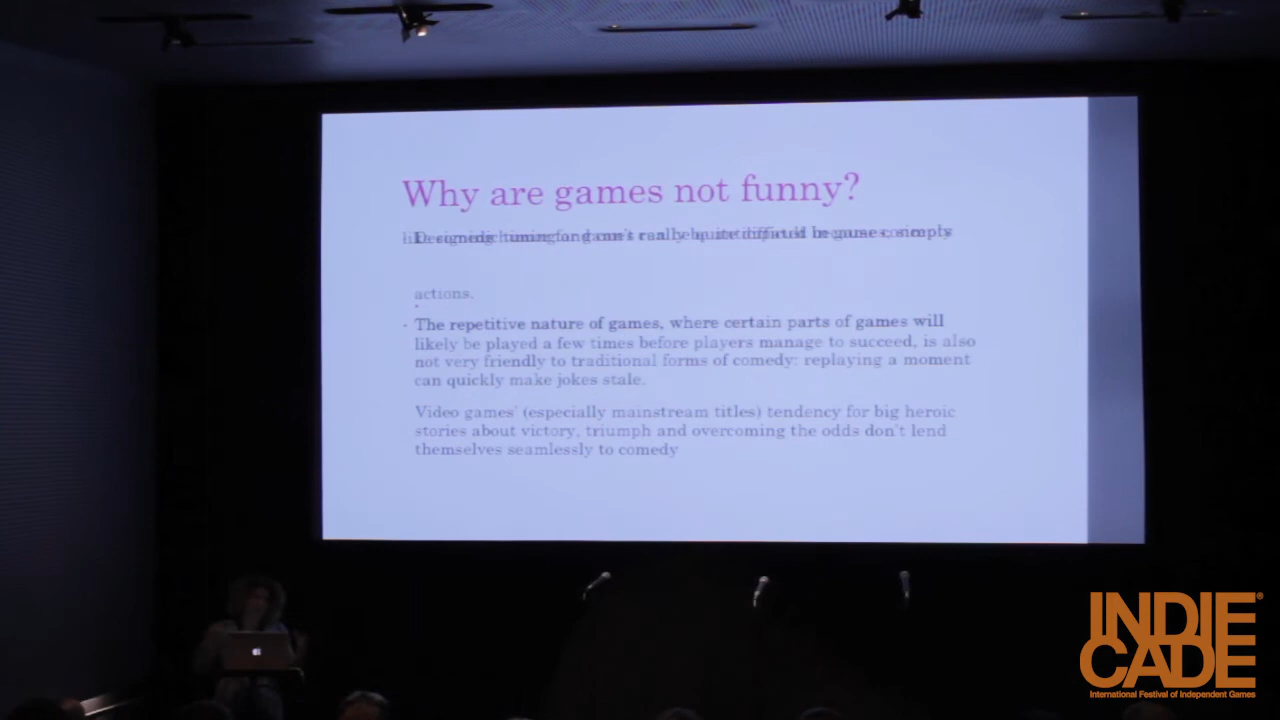 Why are games not funny?
actions.
· The repetitive nature of games, where certain parts of games will
likely be played a few times before players manage to succeed, is also
not very friendly to traditional forms of comedy: replaying a moment
can quickly make jokes stale.
Video games' (especially mainstream titles) tendency for big heroic
stories about victory, triumph and overcoming the odds don't lend
themselves seamlessly to comedy
INDIE
CADE®
International Festival of Independent Games